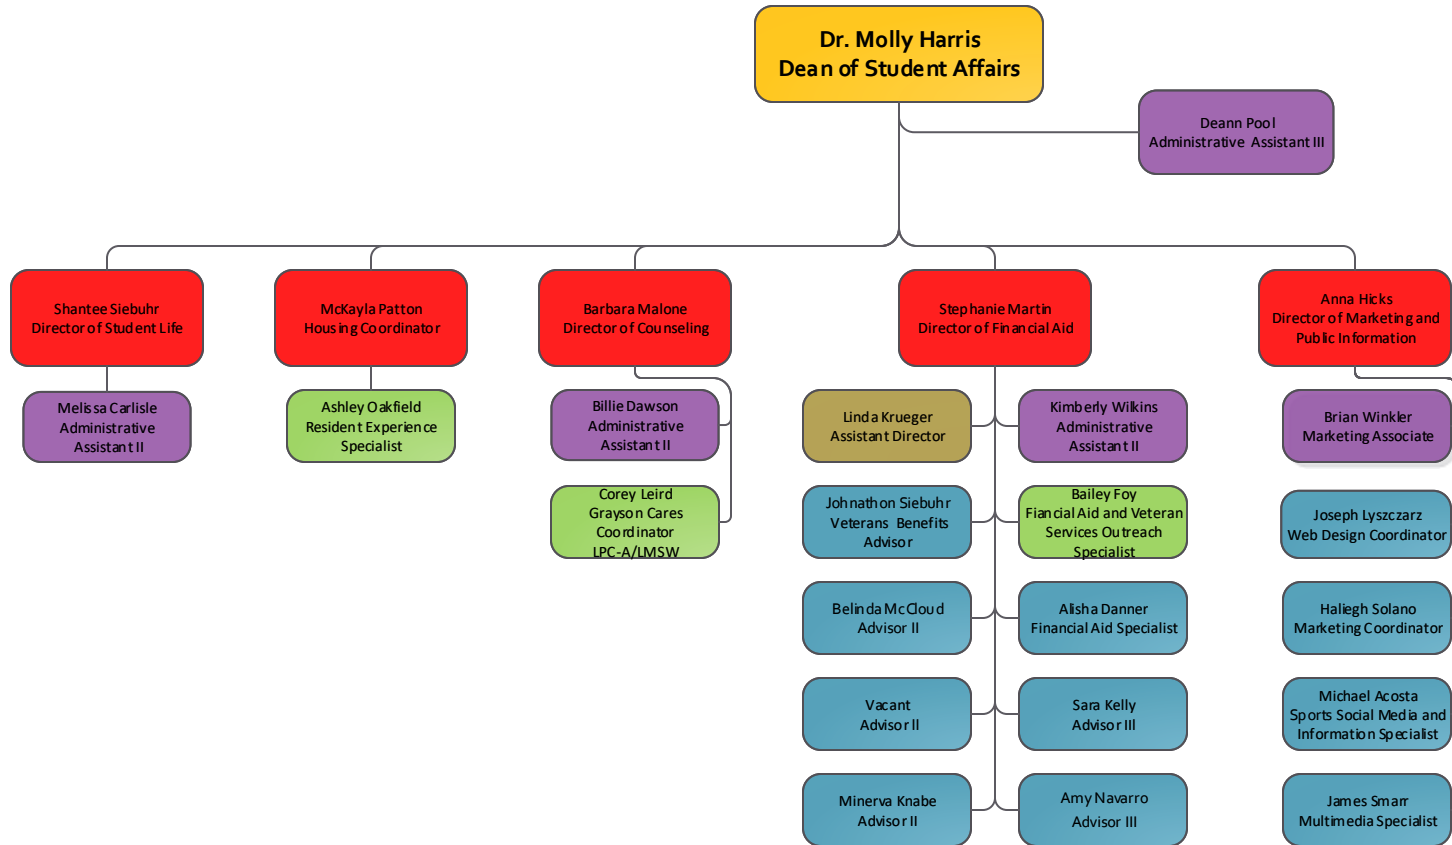 Dr. Molly Harris
Dean of Student Affairs
Deann Pool
Administrative Assistant III
Shantee Siebuhr
Director of Student Life
McKayla Patton
Housing Coordinator
Barbara Malone
Director of Counseling
Stephanie Martin
Director of Financial Aid
Anna Hicks
Director of Marketing and
Public Information
Melissa Carlisle
Administrative
Assistant II
Ashley Oakfield
Resident Experience
Specialist
Billie Dawson
Administrative
Assistant II
Linda Krueger
Assistant Director
Kimberly Wilkins
Administrative
Assistant II
Brian Winkler
Marketing Associate
Corey Leird
Grayson Cares
Coordinator
LPC-A/LMSW
Johnathon Siebuhr
Veterans Benefits
Advisor
Bailey Foy
Fiancial Aid and Veteran
Services Outreach
Specialist
Joseph Lyszczarz
Web Design Coordinator
Belinda McCloud
Advisor II
Alisha Danner
Financial Aid Specialist
Haliegh Solano
Marketing Coordinator
Vacant
Advisor II
Sara Kelly
Advisor III
Michael Acosta
Sports Social Media and
Information Specialist
Minerva Knabe
Advisor II
Amy Navarro
Advisor III
James Smarr
Multimedia Specialist